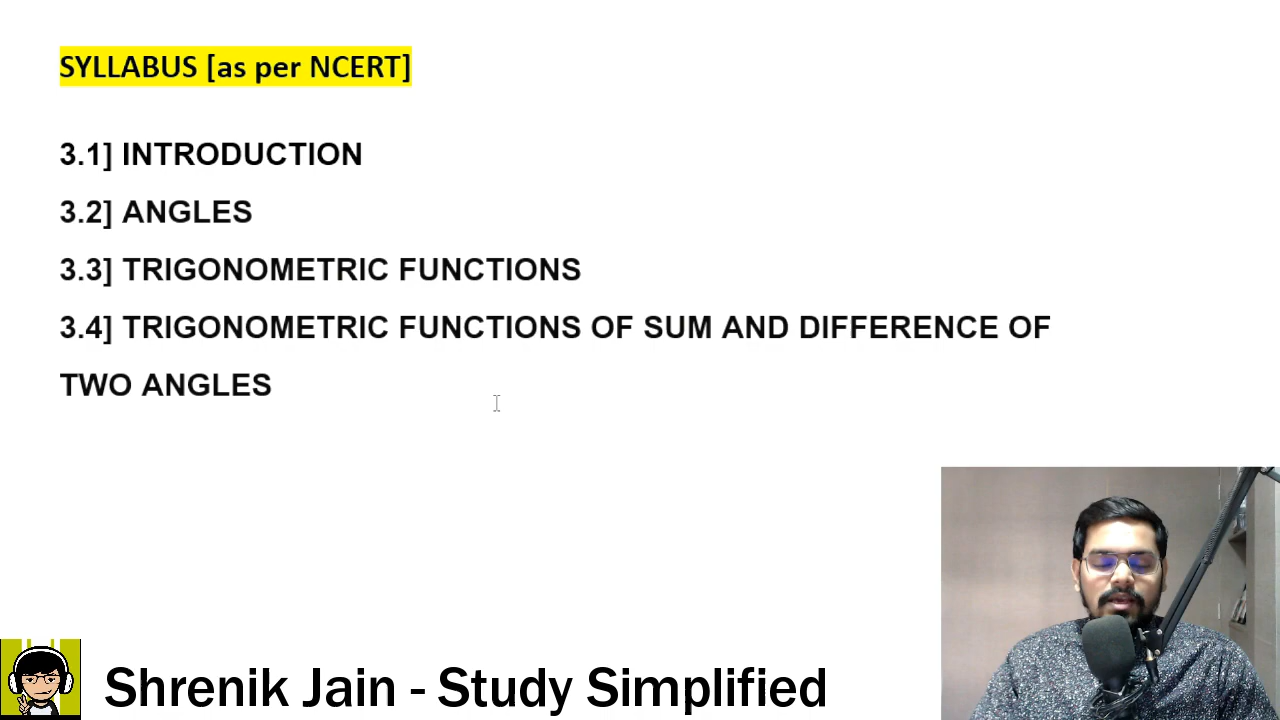 SYLLABUS [as per NCERT]
3.1] INTRODUCTION
3.2] ANGLES
3.3] TRIGONOMETRIC FUNCTIONS
3.4] TRIGONOMETRIC FUNCTIONS OF SUM AND DIFFERENCE OF
TWO ANGLES
Shrenik Jain - Study Simplified